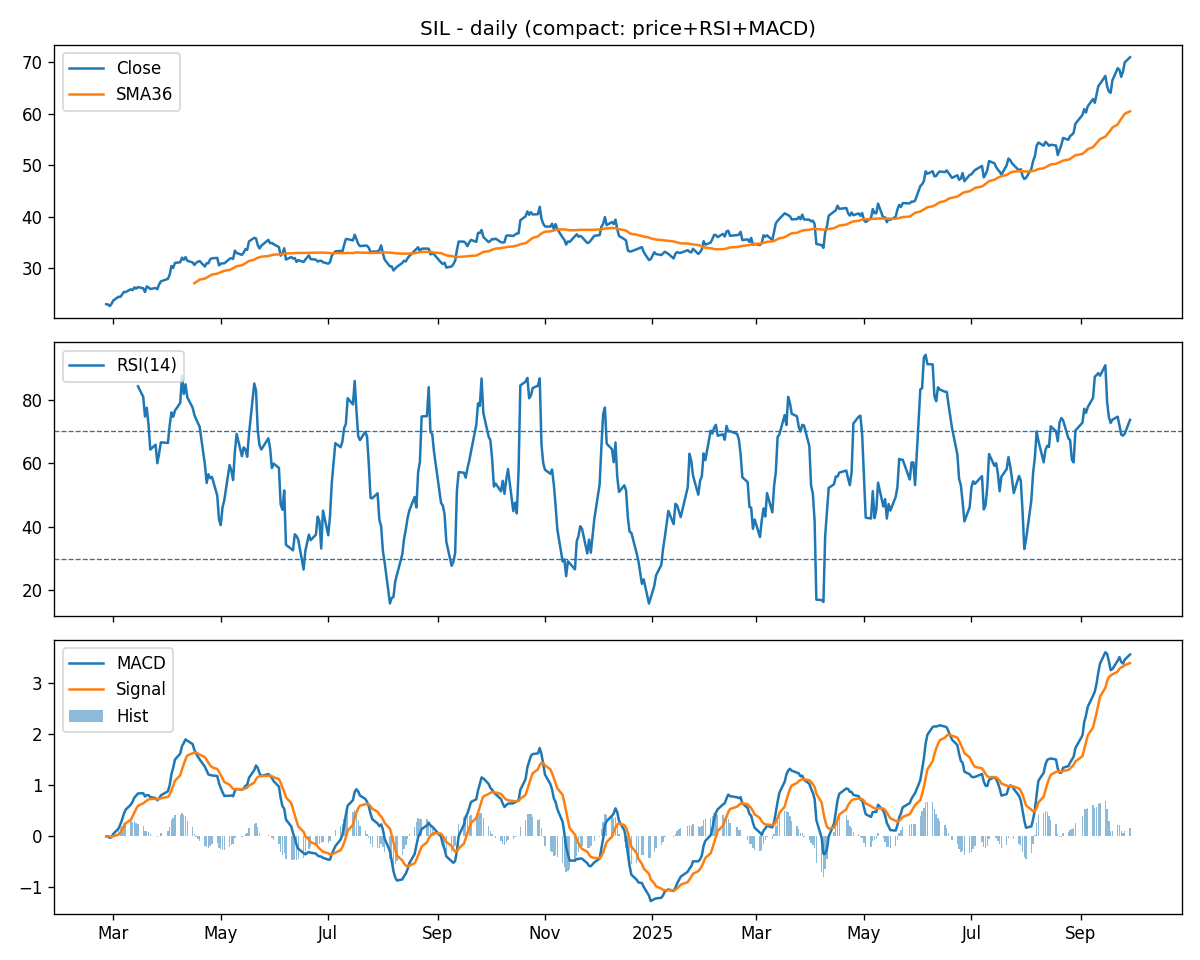 SIL - daily (compact: price+RSI+MACD)
Close
SMA36
70
60
50
40
30
RSI(14)
80
60
40
20
MACD
Signal
Hist
3
2
1
0
−1
Mar
May
Jul
Sep
Nov
2025
Mar
May
Jul
Sep